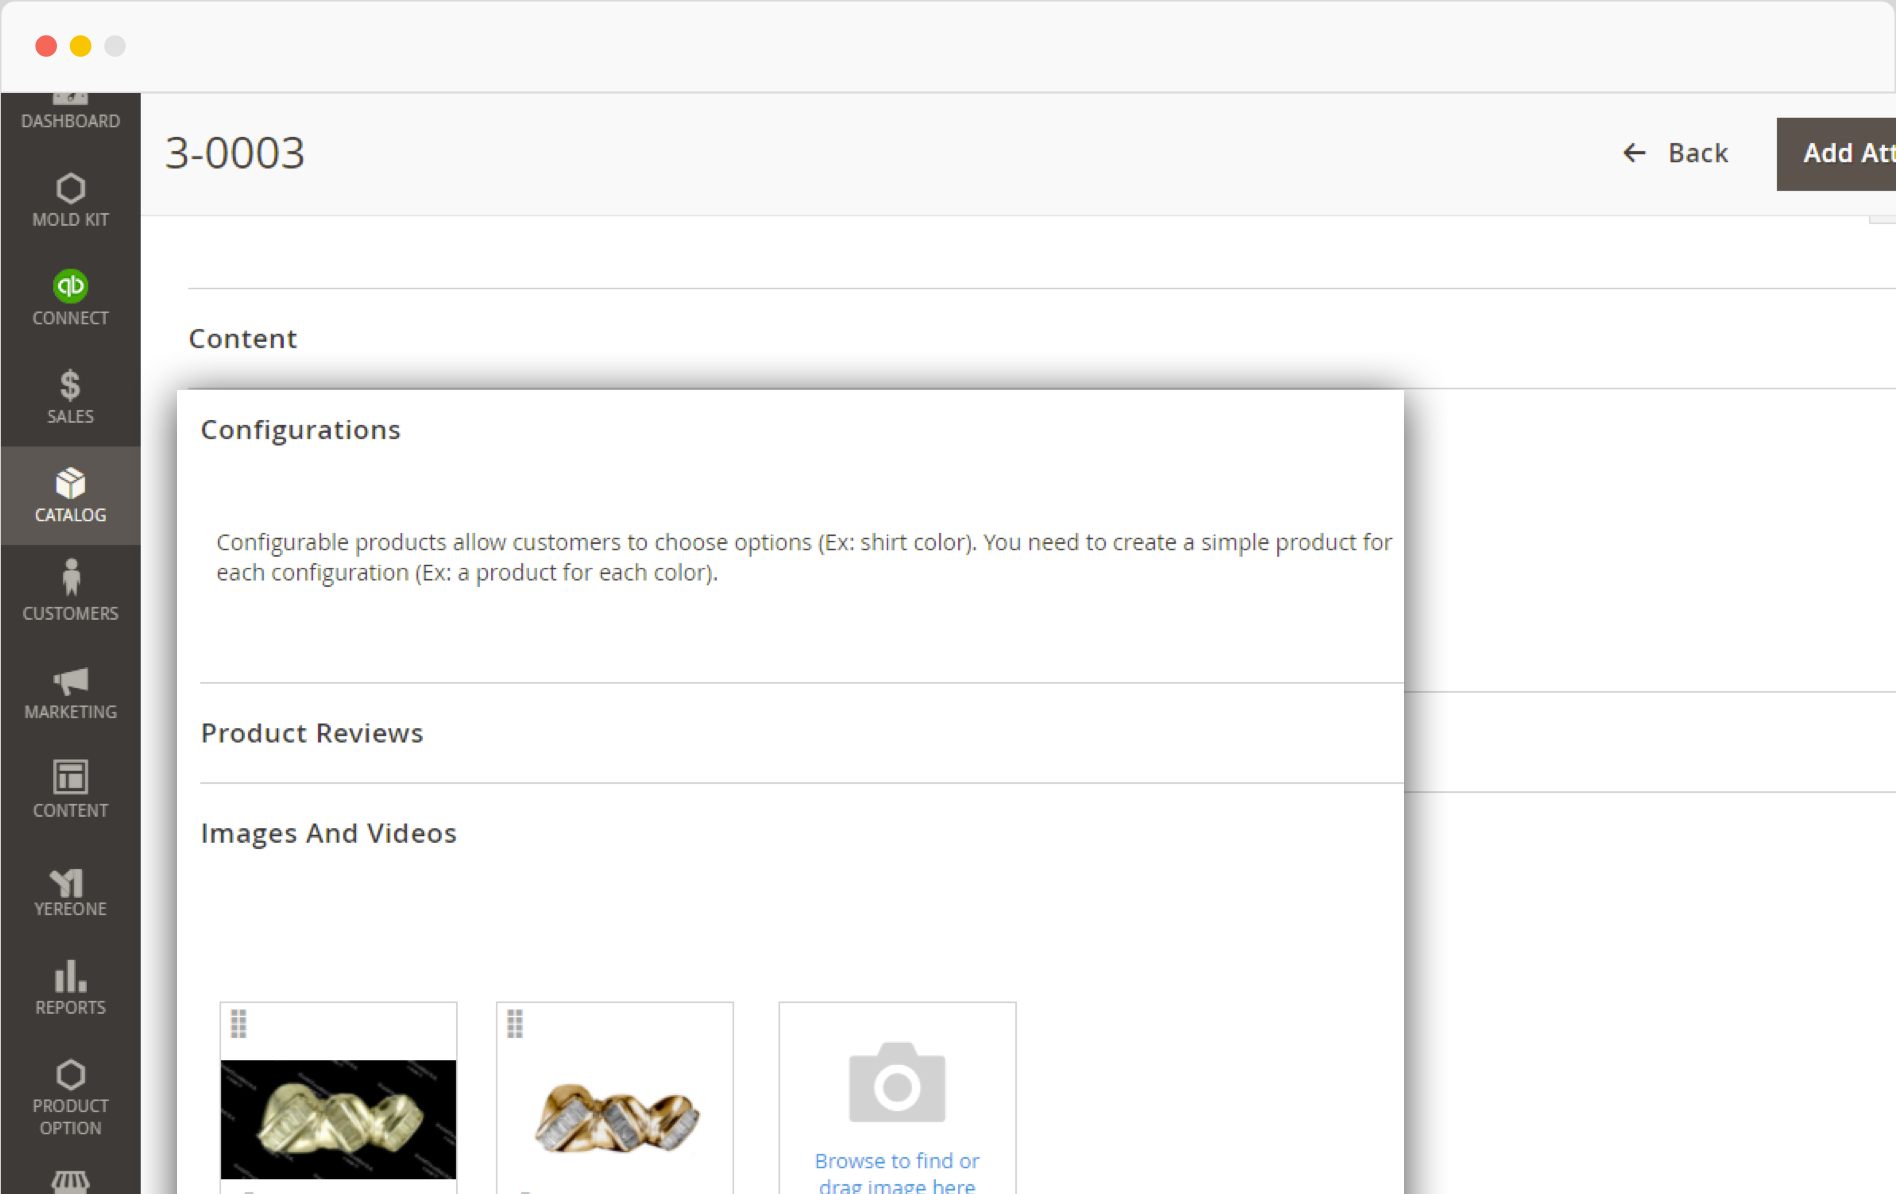 DASHBOARD
MOLD KIT
qb
CONNECT
$
SALES
CATALOG
CUSTOMERS
MARKETING
CONTENT
YEREONE
REPORTS
PRODUCT
OPTION
3-0003
← Back
Add Att
Content
Configurations
Configurable products allow customers to choose options (Ex: shirt color). You need to create a simple product for
each configuration (Ex: a product for each color).
Product Reviews
Images And Videos
Browse to find or
drag image here